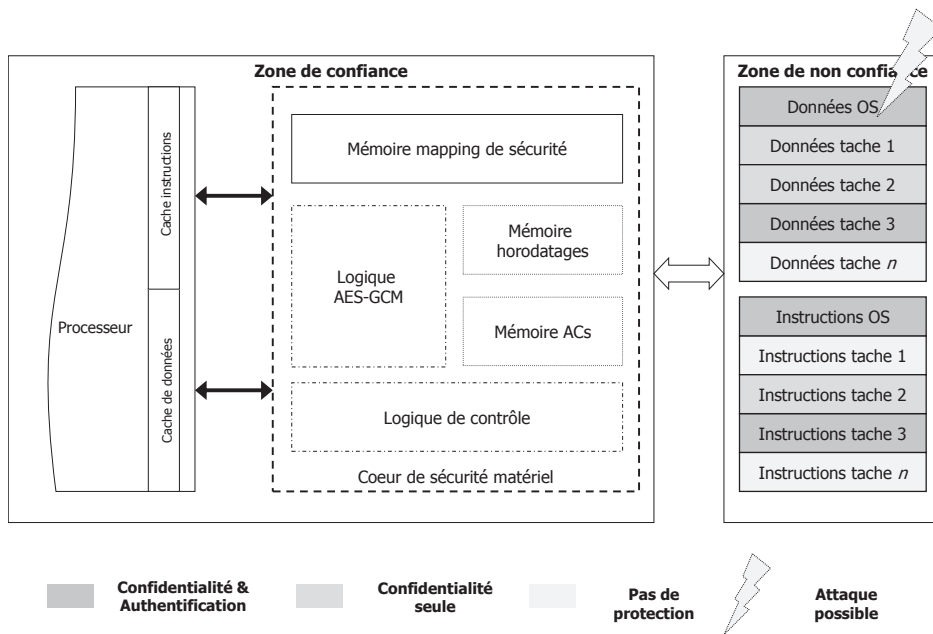 Zone de confiance
Zone de non confiance
Processeur
Cache instructions
Cache de données
Mémoire mapping de sécurité
Logique
AES-GCM
Mémoire
horodatages
Mémoire ACs
Logique de contrôle
Coeur de sécurité matériel
Données OS
Données tache 1
Données tache 2
Données tache 3
Données tache n
Instructions OS
Instructions tache 1
Instructions tache 2
Instructions tache 3
Instructions tache n
Confidentialité &
Authentification
Confidentialité
seule
Pas de
protection
Attaque
possible